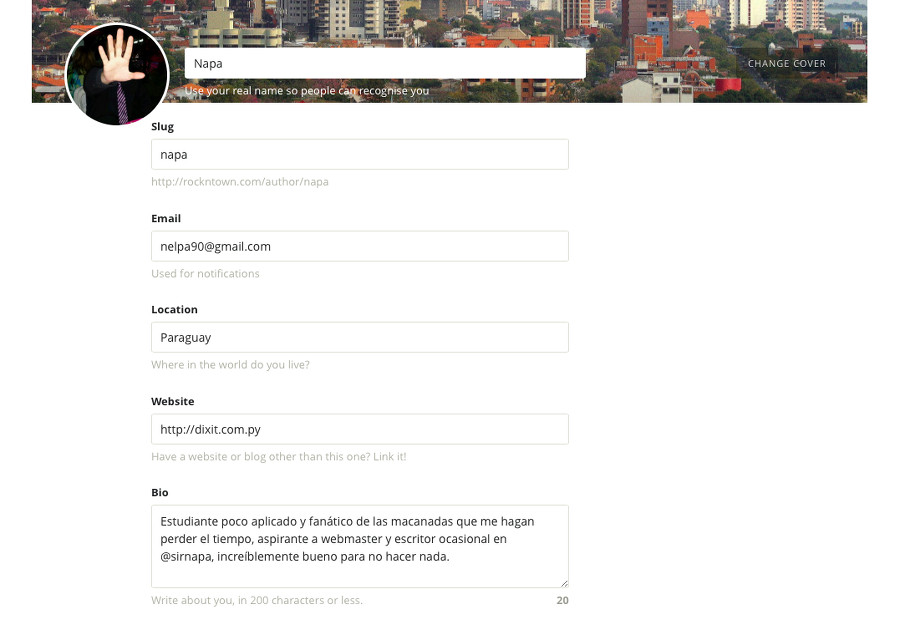 Napa
CHANGE COVER
Use your real name so people can recognise you
Slug
napa
http://rockntown.com/author/napa
Email
nelpa90@gmail.com
Used for notifications
Location
Paraguay
Where in the world do you live?
Website
http://dixit.com.py
Have a website or blog other than this one? Link it!
Bio
Estudiante poco aplicado y fanático de las macanadas que me hagan
perder el tiempo, aspirante a webmaster y escritor ocasional en
@sirnapa, increíblemente bueno para no hacer nada.
Write about you, in 200 characters or less.
20